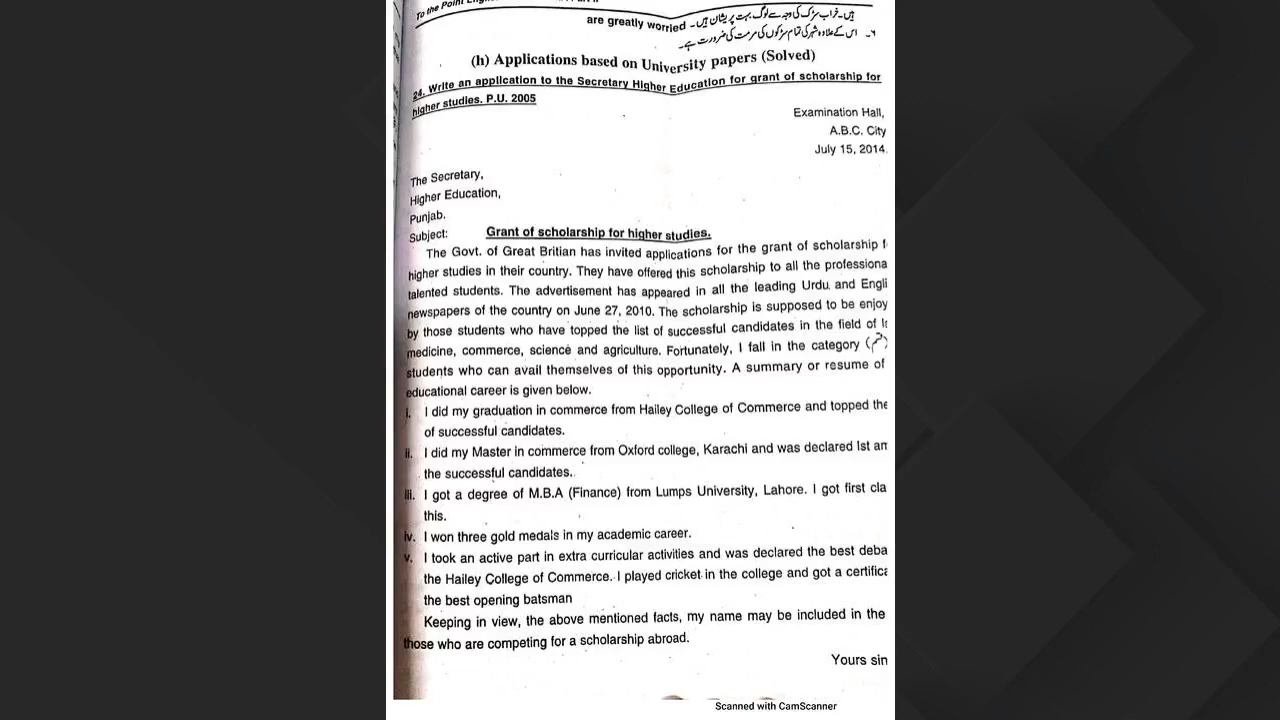 To the Point
are greatly worried - ہیں۔ خراب سڑک کی وجہ سے لوگ بہت پریشان ہیں۔
۶۔ اس کے علاوہ شہر کی تمام سڑکوں کی مرمت کی ضرورت ہے۔
(h) Applications based on University papers (Solved)
24. Write an application to the Secretary Higher Education for grant of scholarship for
higher studies. P.U. 2005
Examination Hall,
A.B.C. City
July 15, 2014.
The Secretary,
Higher Education,
Punjab.
Subject: Grant of scholarship for higher studies.
The Govt. of Great Britian has invited applications for the grant of scholarship f
higher studies in their country. They have offered this scholarship to all the professiona
talented students. The advertisement has appeared in all the leading Urdu and Engli
newspapers of the country on June 27, 2010. The scholarship is supposed to be enjoy
by those students who have topped the list of successful candidates in the field of
medicine, commerce, science and agriculture. Fortunately, I fall in the category (قسم)
students who can avail themselves of this opportunity. A summary or resume of
educational career is given below.
i. I did my graduation in commerce from Hailey College of Commerce and topped the
of successful candidates.
ii. I did my Master in commerce from Oxford college, Karachi and was declared 1st am
the successful candidates.
iii. I got a degree of M.B.A (Finance) from Lumps University, Lahore. I got first cla
this.
iv. I won three gold medals in my academic career.
v. I took an active part in extra curricular activities and was declared the best deba
the Hailey College of Commerce. I played cricket in the college and got a certifica
the best opening batsman
Keeping in view, the above mentioned facts, my name may be included in the
those who are competing for a scholarship abroad.
Yours sin
Scanned with CamScanner